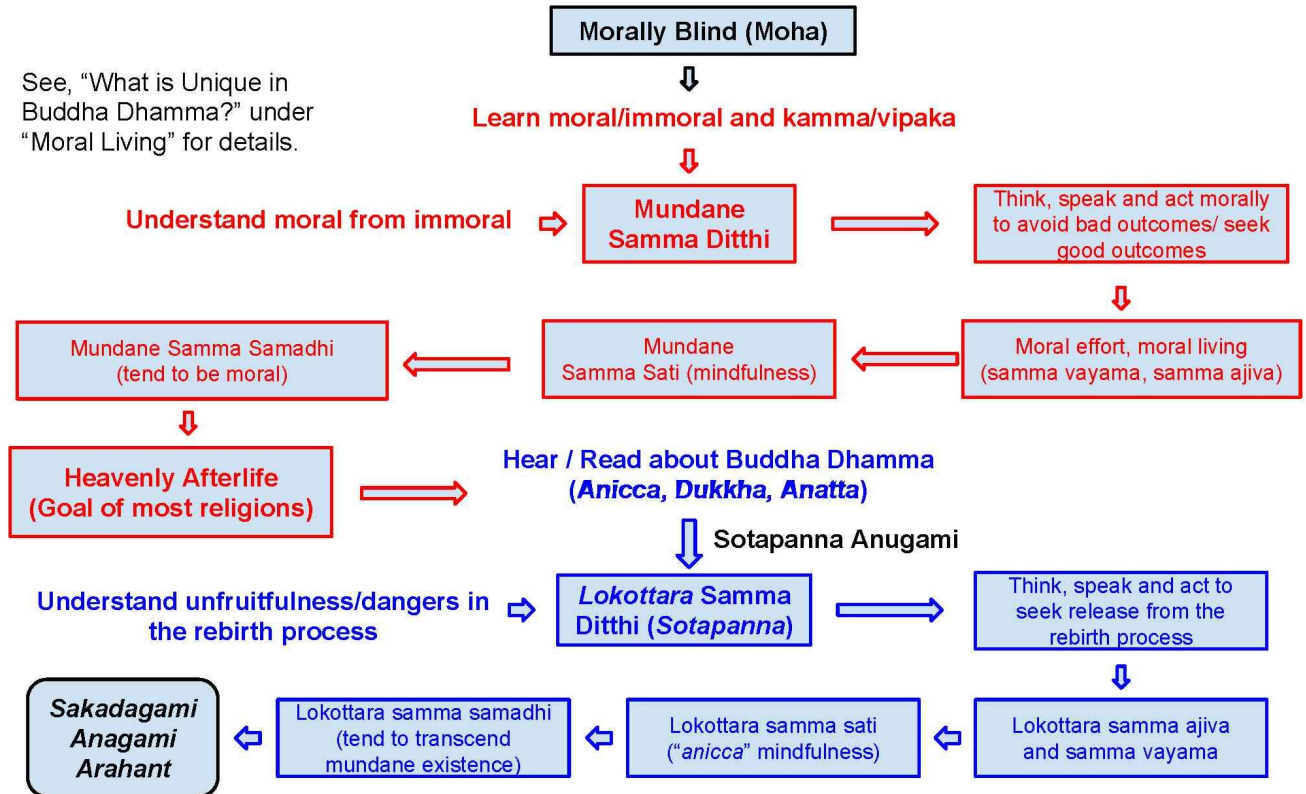 Morally Blind (Moha)
See, “What is Unique in
Buddha Dhamma?” under
“Moral Living” for details.
Learn moral/immoral and kamma/vipaka
Understand moral from immoral
Mundane
Samma Ditthi
Think, speak and act morally
to avoid bad outcomes/ seek
good outcomes
Moral effort, moral living
(samma vayama, samma ajiva)
Mundane
Samma Sati (mindfulness)
Mundane Samma Samadhi
(tend to be moral)
Heavenly Afterlife
(Goal of most religions)
Hear / Read about Buddha Dhamma
(Anicca, Dukkha, Anatta)
Sotapanna Anugami
Understand unfruitfulness/dangers in
the rebirth process
Lokottara Samma
Ditthi (Sotapanna)
Think, speak and act to
seek release from the
rebirth process
Lokottara samma ajiva
and samma vayama
Lokottara samma sati
(“anicca” mindfulness)
Lokottara samma samadhi
(tend to transcend
mundane existence)
Sakadagami
Anagami
Arahant